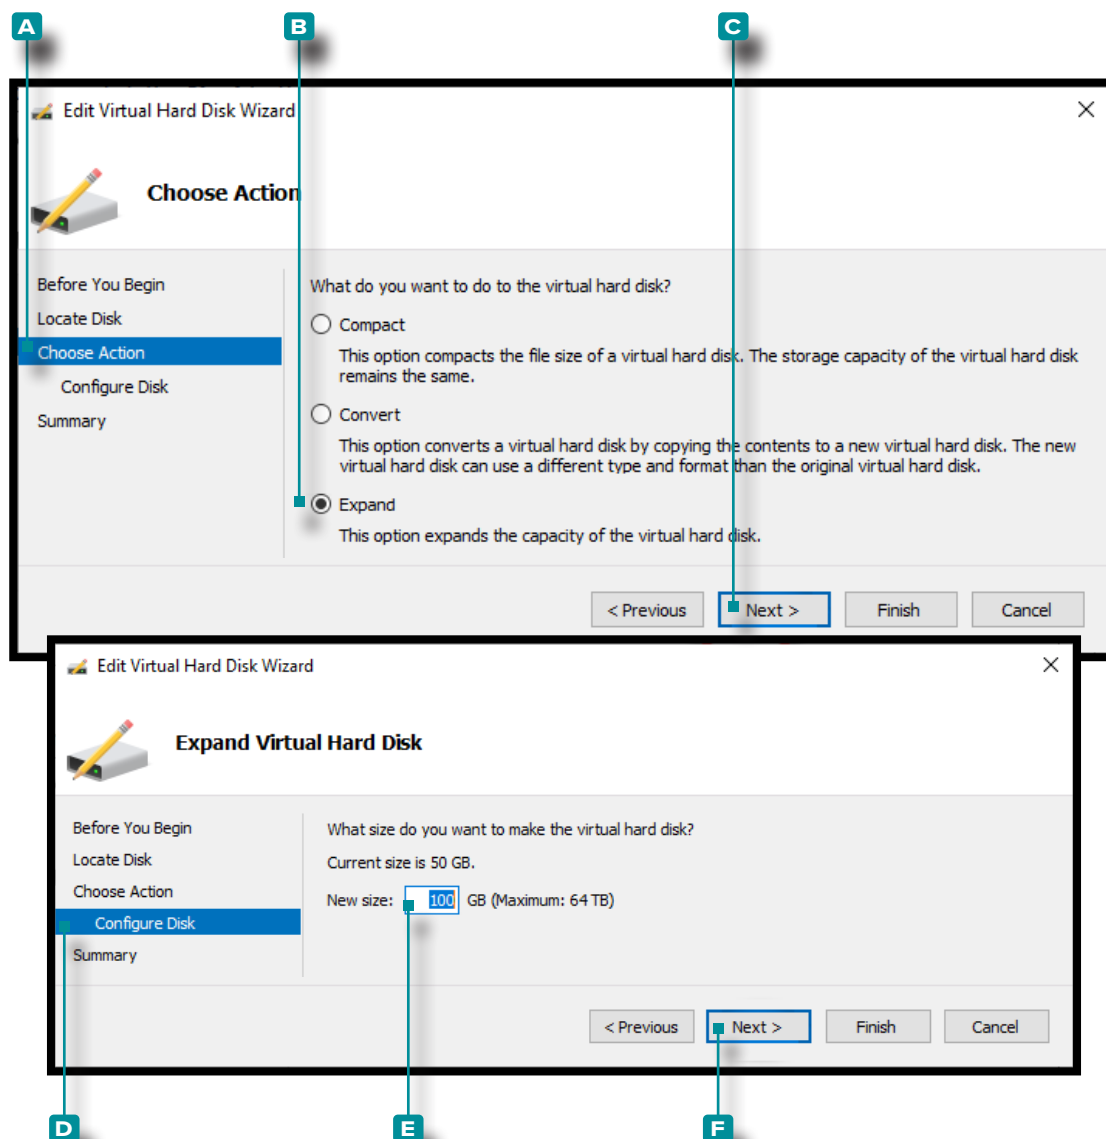 A B C
Edit Virtual Hard Disk Wizard
Choose Action
Before You Begin
Locate Disk
Choose Action
Configure Disk
Summary
What do you want to do to the virtual hard disk?
Compact
This option compacts the file size of a virtual hard disk. The storage capacity of the virtual hard disk
remains the same.
Convert
This option converts a virtual hard disk by copying the contents to a new virtual hard disk. The new
virtual hard disk can use a different type and format than the original virtual hard disk.
Expand
This option expands the capacity of the virtual hard disk.
< Previous Next > Finish Cancel
Edit Virtual Hard Disk Wizard
Expand Virtual Hard Disk
Before You Begin
Locate Disk
Choose Action
Configure Disk
Summary
What size do you want to make the virtual hard disk?
Current size is 50 GB.
New size: 100 GB (Maximum: 64 TB)
< Previous Next > Finish Cancel
D E F